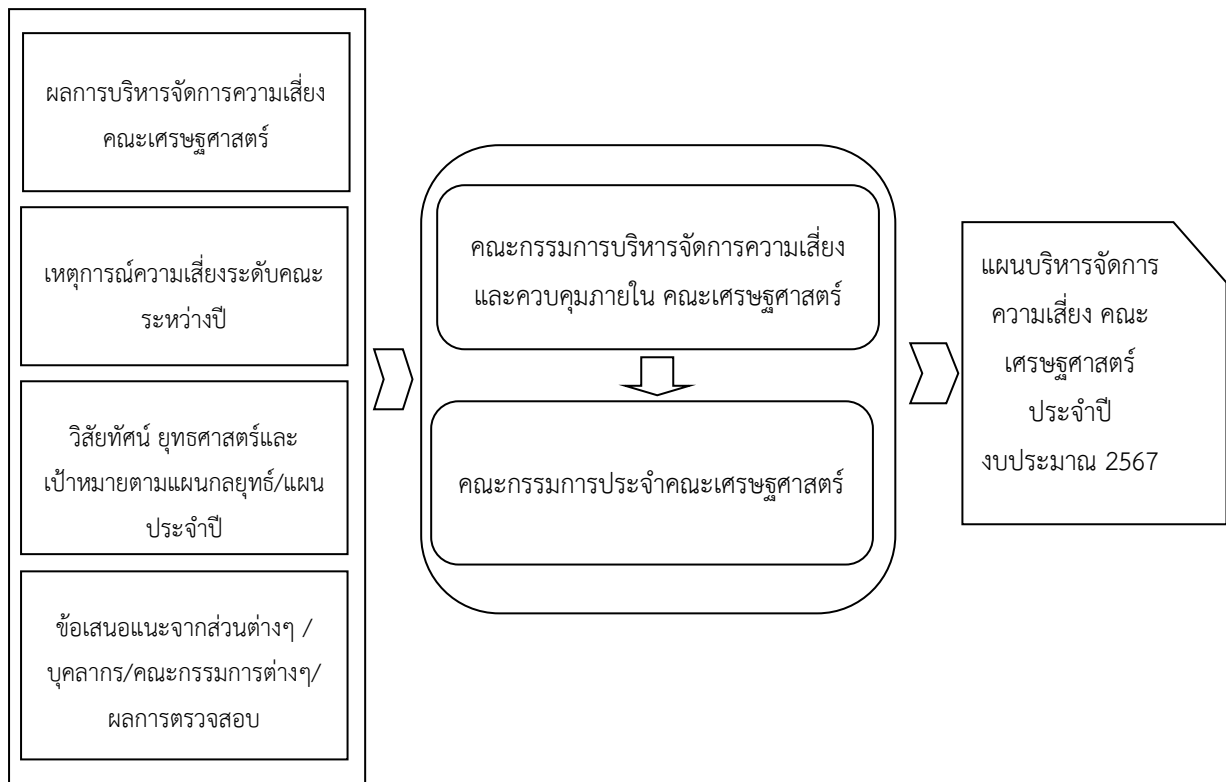 ผลการบริหารจัดการความเสี่ยง
คณะเศรษฐศาสตร์
เหตุการณ์ความเสี่ยงระดับคณะ
ระหว่างปี
วิสัยทัศน์ ยุทธศาสตร์และ
เป้าหมายตามแผนกลยุทธ์/แผน
ประจำปี
ข้อเสนอแนะจากส่วนต่างๆ /
บุคลากร/คณะกรรมการต่างๆ/
ผลการตรวจสอบ
คณะกรรมการบริหารจัดการความเสี่ยง
และควบคุมภายใน คณะเศรษฐศาสตร์
คณะกรรมการประจำคณะเศรษฐศาสตร์
แผนบริหารจัดการ
ความเสี่ยง คณะ
เศรษฐศาสตร์
ประจำปี
งบประมาณ 2567